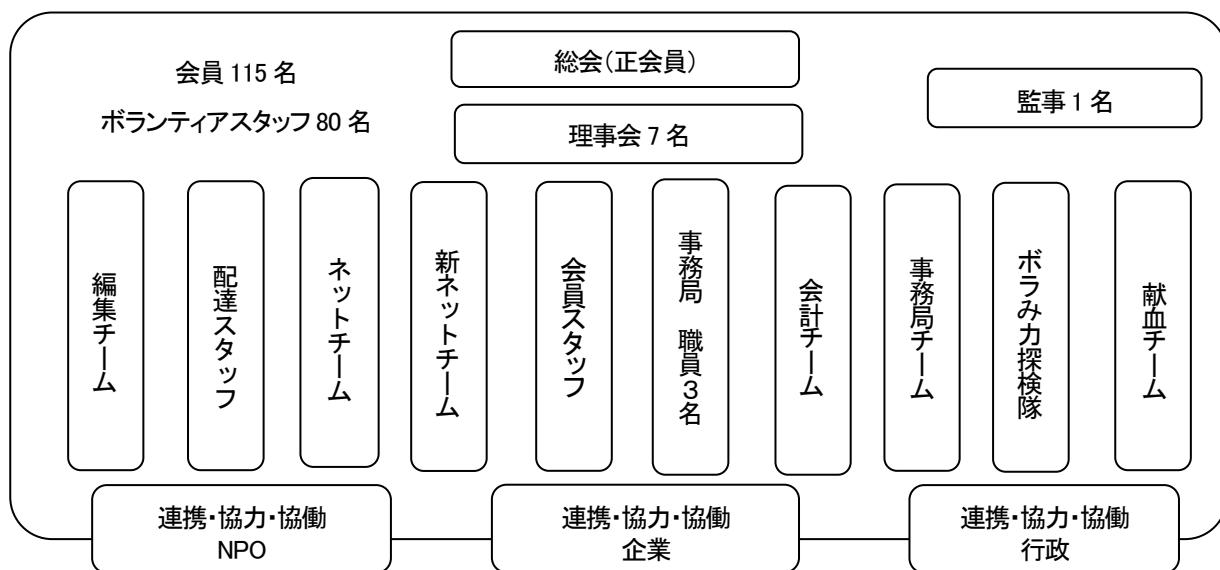 会員 115 名
ボランティアスタッフ 80 名
総会(正会員)
理事会 7 名
監事 1 名
編集チーム
配達スタッフ
ネットチーム
新ネットチーム
会員スタッフ
事務局　職員３名
会計チーム
事務局チーム
ボラみ力探検隊
献血チーム
連携・協力・協働
NPO
連携・協力・協働
企業
連携・協力・協働
行政